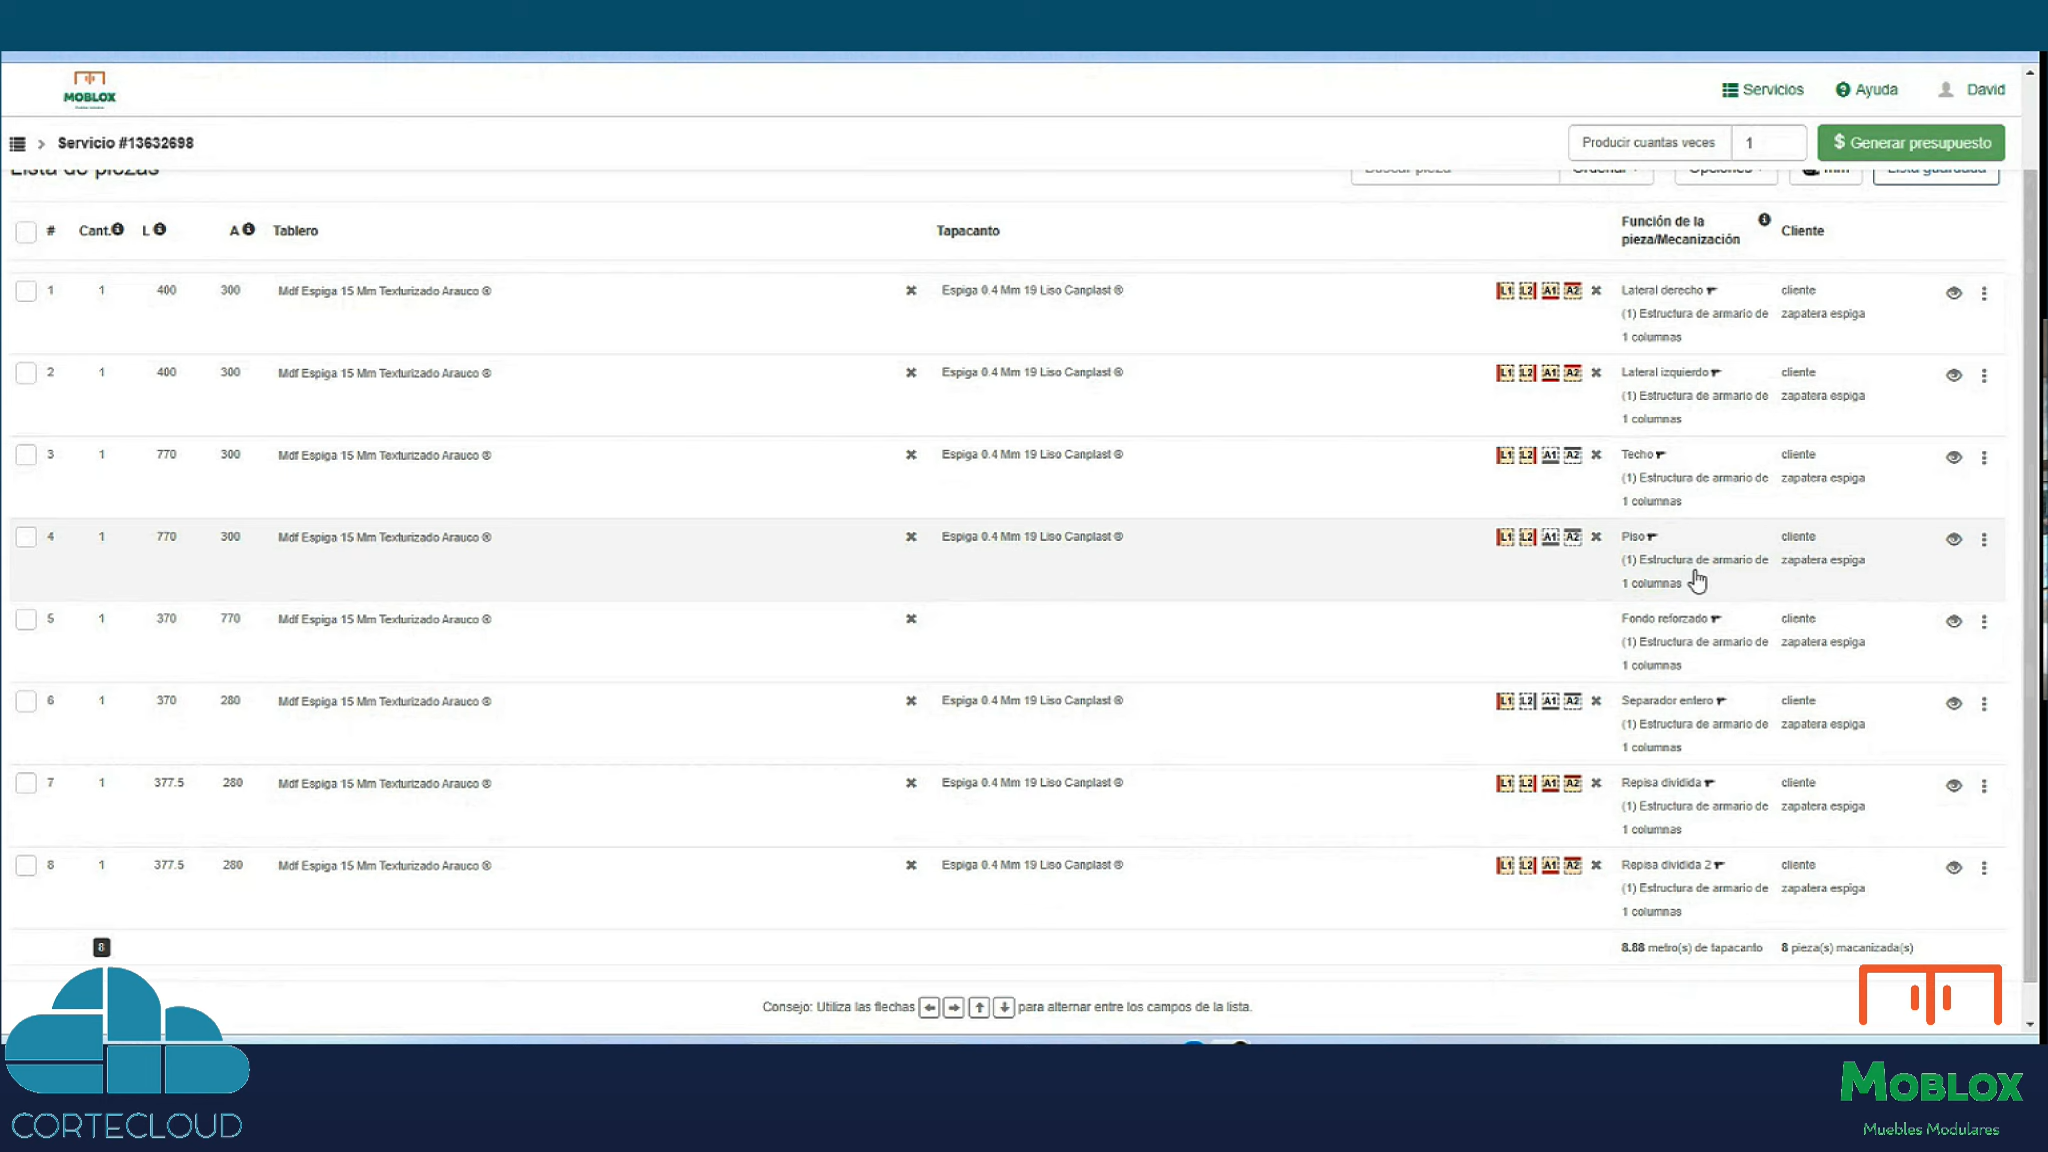 MOBLOX
Servicios
Ayuda
David
Servicio #13632698
Producir cuantas veces 1
$ Generar presupuesto
Lista de piezas
Buscar pieza
Ordenar
Opciones
mm
Lista guardada
# Cant. L A Tablero Tapacanto Función de la pieza/Mecanización Cliente
1 1 400 300 Mdf Espiga 15 Mm Texturizado Arauco ® Espiga 0.4 Mm 19 Liso Canplast ® L1 L2 A1 A2 Lateral derecho cliente
(1) Estructura de armario de zapatera espiga
1 columnas
2 1 400 300 Mdf Espiga 15 Mm Texturizado Arauco ® Espiga 0.4 Mm 19 Liso Canplast ® L1 L2 A1 A2 Lateral izquierdo cliente
(1) Estructura de armario de zapatera espiga
1 columnas
3 1 770 300 Mdf Espiga 15 Mm Texturizado Arauco ® Espiga 0.4 Mm 19 Liso Canplast ® L1 L2 A1 A2 Techo cliente
(1) Estructura de armario de zapatera espiga
1 columnas
4 1 770 300 Mdf Espiga 15 Mm Texturizado Arauco ® Espiga 0.4 Mm 19 Liso Canplast ® L1 L2 A1 A2 Piso cliente
(1) Estructura de armario de zapatera espiga
1 columnas
5 1 370 770 Mdf Espiga 15 Mm Texturizado Arauco ® Fondo reforzado cliente
(1) Estructura de armario de zapatera espiga
1 columnas
6 1 370 280 Mdf Espiga 15 Mm Texturizado Arauco ® Espiga 0.4 Mm 19 Liso Canplast ® L1 L2 A1 A2 Separador entero cliente
(1) Estructura de armario de zapatera espiga
1 columnas
7 1 377.5 280 Mdf Espiga 15 Mm Texturizado Arauco ® Espiga 0.4 Mm 19 Liso Canplast ® L1 L2 A1 A2 Repisa dividida cliente
(1) Estructura de armario de zapatera espiga
1 columnas
8 1 377.5 280 Mdf Espiga 15 Mm Texturizado Arauco ® Espiga 0.4 Mm 19 Liso Canplast ® L1 L2 A1 A2 Repisa dividida 2 cliente
(1) Estructura de armario de zapatera espiga
1 columnas
8 8.88 metro(s) de tapacanto 8 pieza(s) macanizada(s)
Consejo: Utiliza las flechas ← → ↑ ↓ para alternar entre los campos de la lista.
CORTECLOUD
MOBLOX
Muebles Modulares